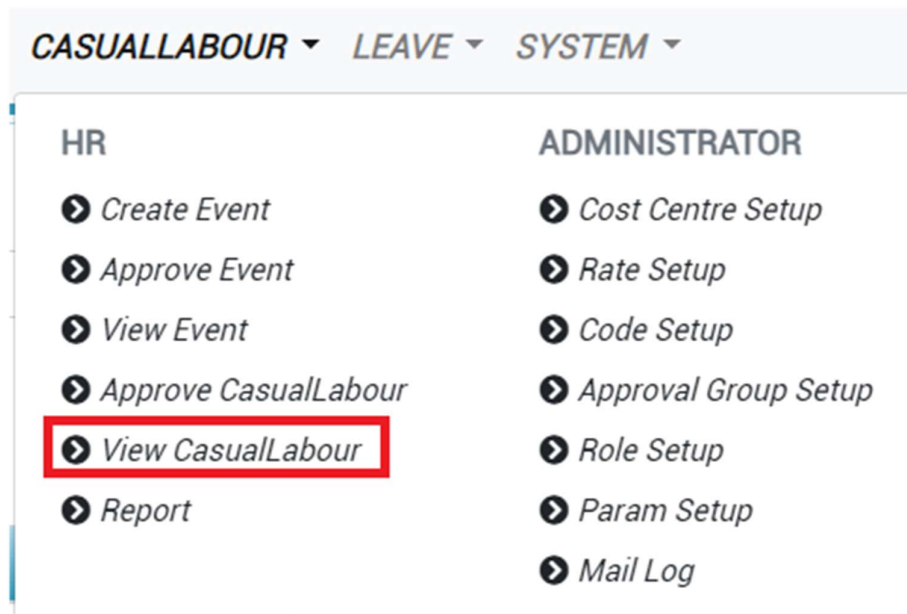 CASUALLABOUR LEAVE SYSTEM
HR
Create Event
Approve Event
View Event
Approve CasualLabour
View CasualLabour
Report
ADMINISTRATOR
Cost Centre Setup
Rate Setup
Code Setup
Approval Group Setup
Role Setup
Param Setup
Mail Log